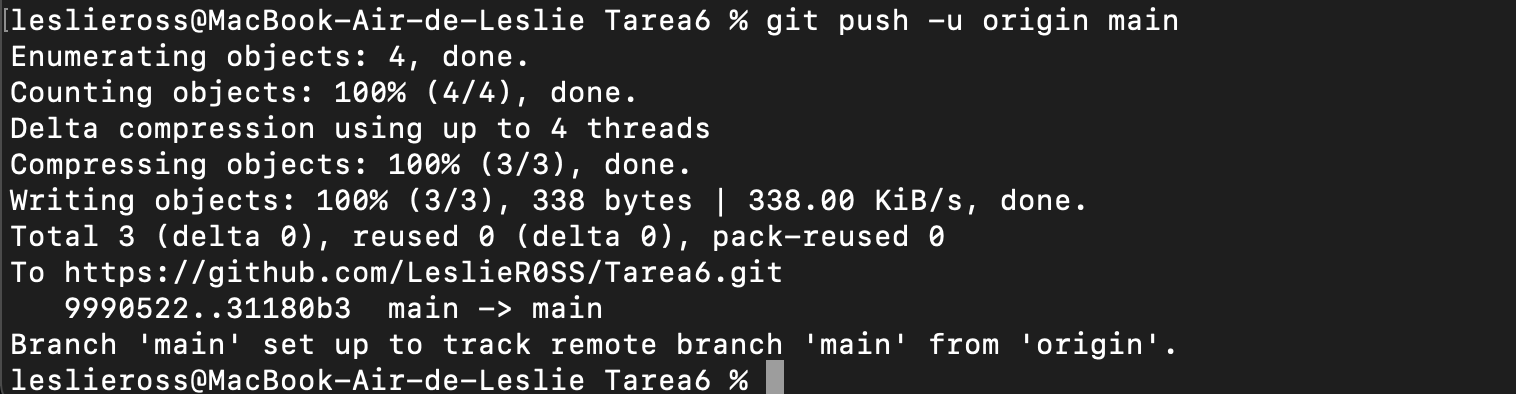 [leslieross@MacBook-Air-de-Leslie Tarea6 % git push -u origin main
Enumerating objects: 4, done.
Counting objects: 100% (4/4), done.
Delta compression using up to 4 threads
Compressing objects: 100% (3/3), done.
Writing objects: 100% (3/3), 338 bytes | 338.00 KiB/s, done.
Total 3 (delta 0), reused 0 (delta 0), pack-reused 0
To https://github.com/LeslieR0SS/Tarea6.git
   9990522..31180b3  main -> main
Branch 'main' set up to track remote branch 'main' from 'origin'.
leslieross@MacBook-Air-de-Leslie Tarea6 %